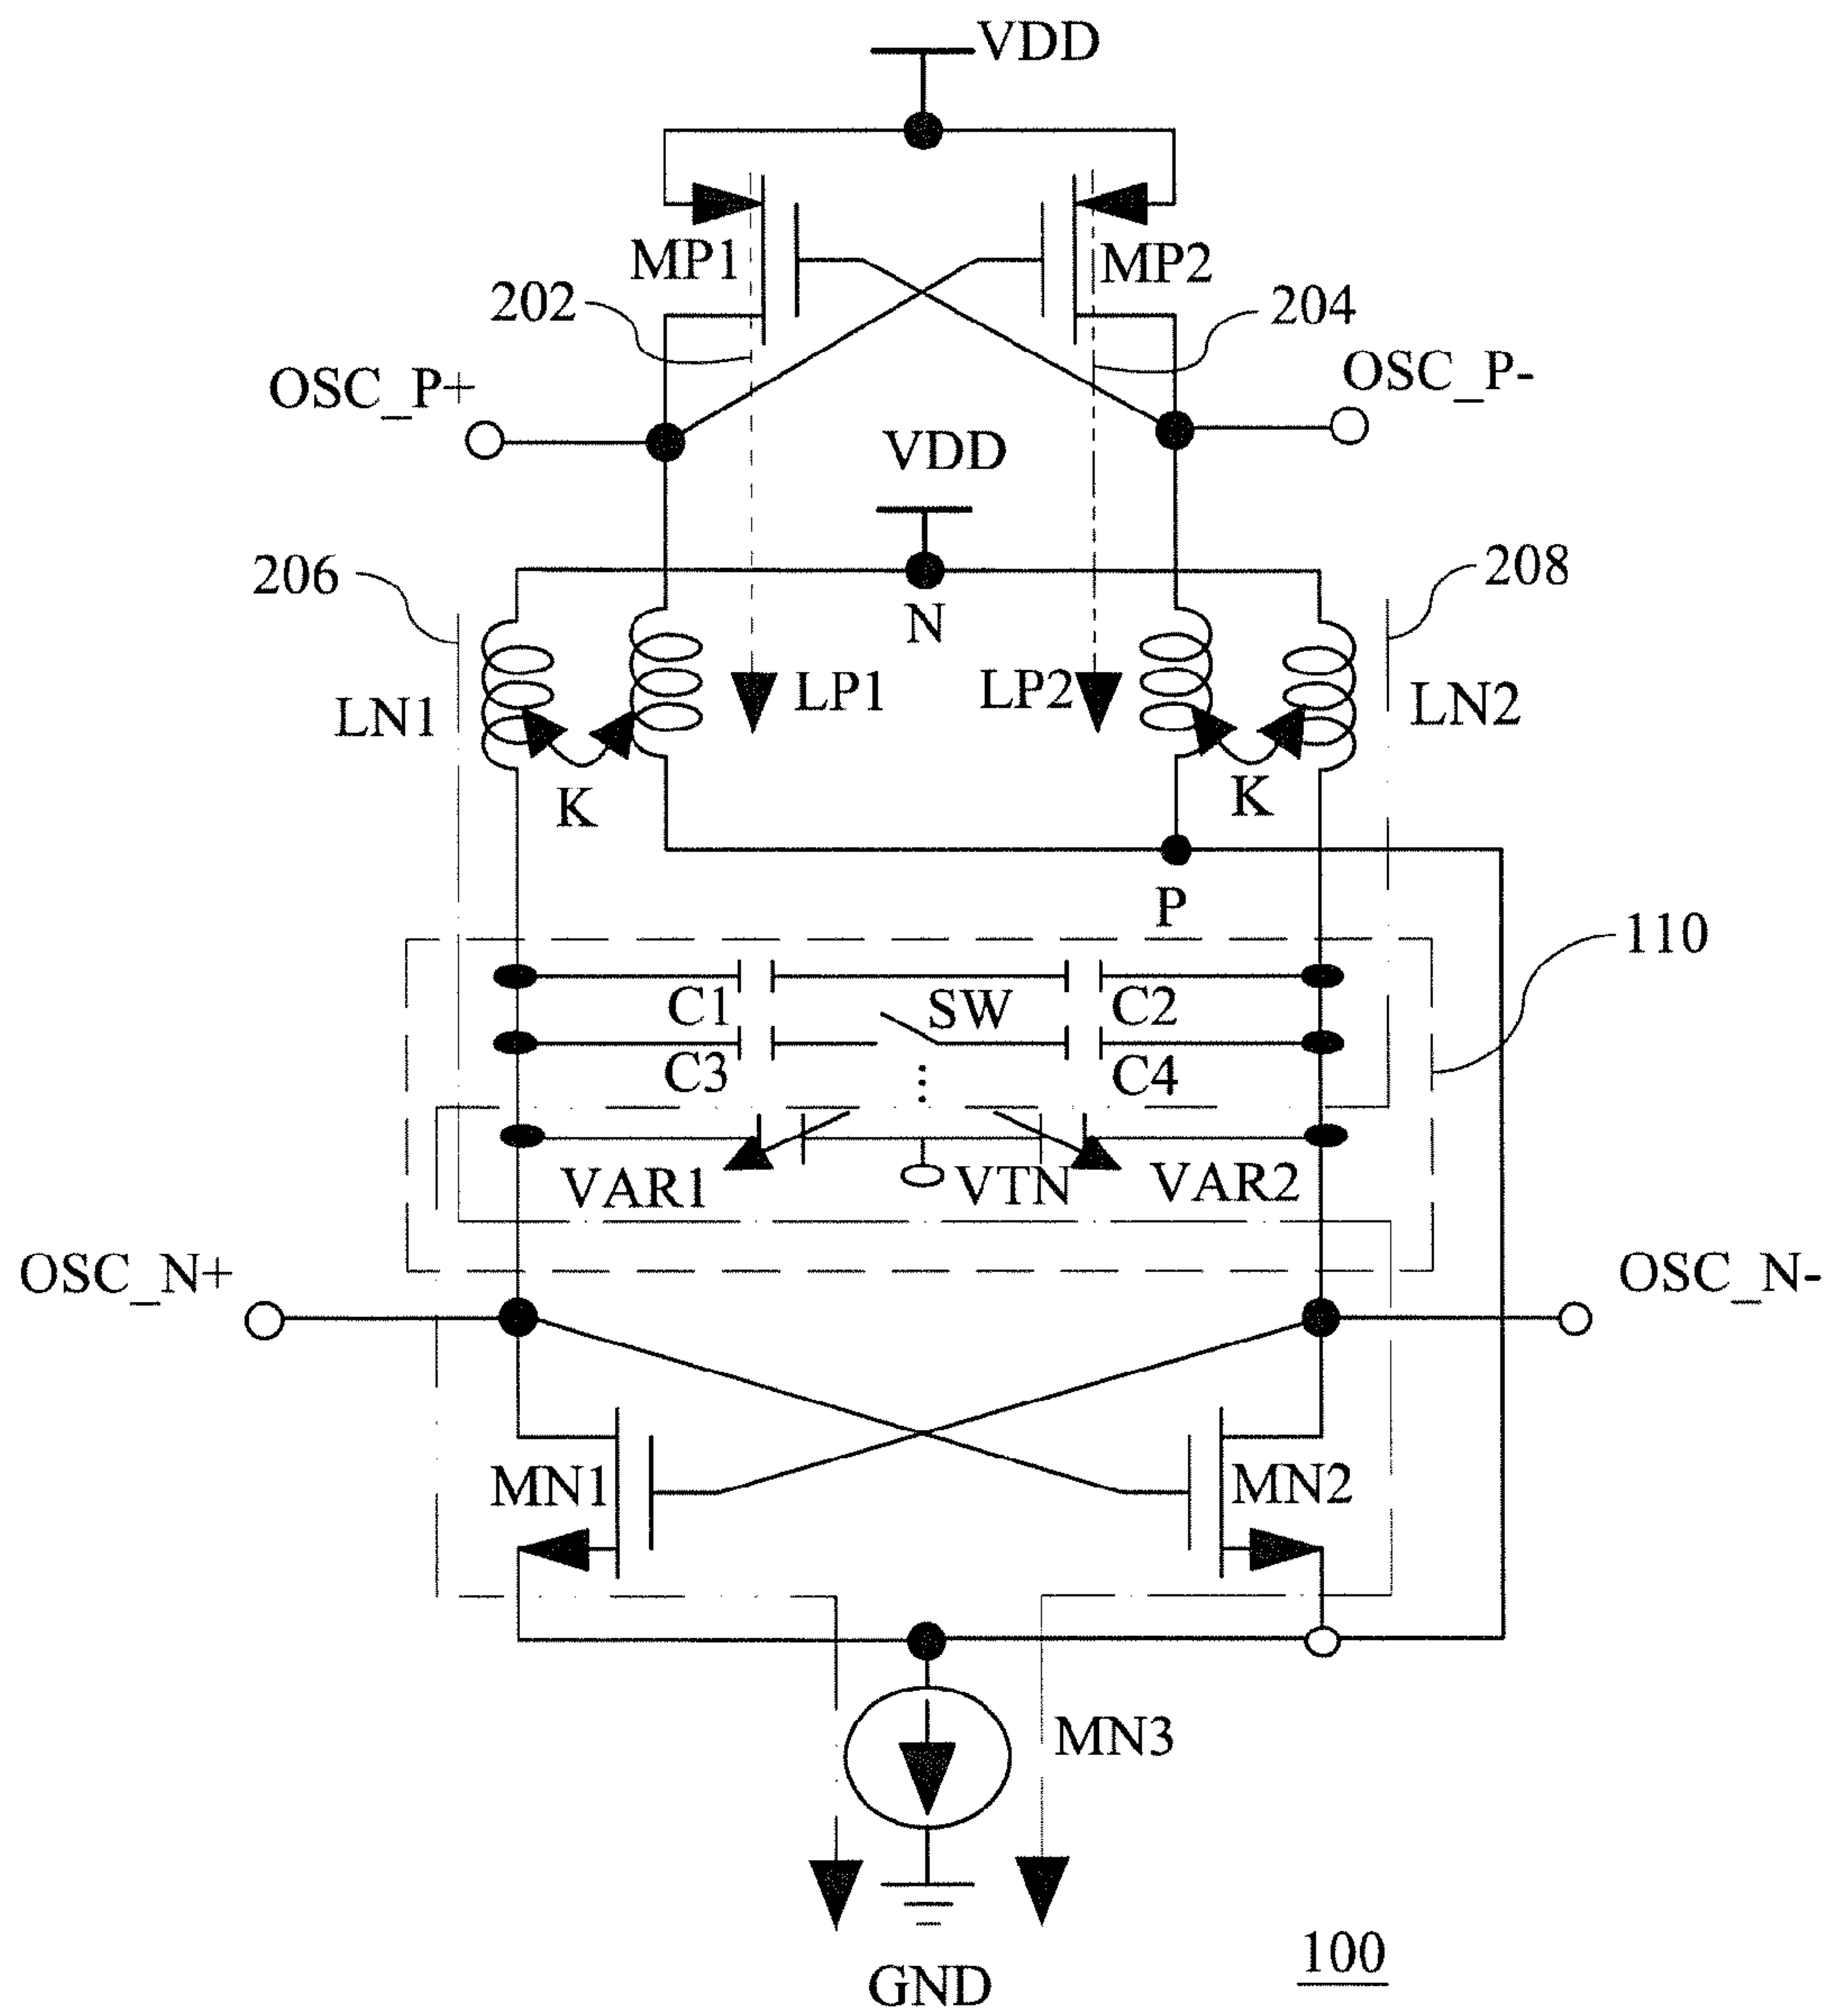 VDD
MP1
MP2
202
204
OSC_P+
OSC_P-
VDD
206
208
N
LN1
LP1
LP2
LN2
K
K
P
110
C1
SW
C2
C3
C4
VAR1
VTN
VAR2
OSC_N+
OSC_N-
MN1
MN2
MN3
GND
100